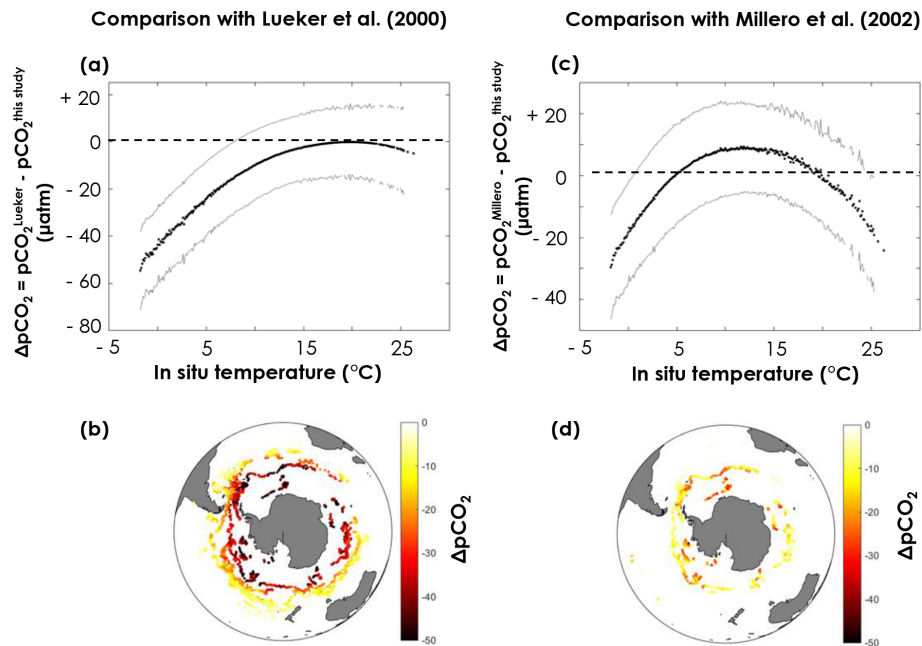 Comparison with Lueker et al. (2000)
Comparison with Millero et al. (2002)
(a)
ΔpCO₂ = pCO₂ᴸᵘᵉᵏᵉʳ - pCO₂ᵗʰⁱˢ ˢᵗᵘᵈʸ
(µatm)
+ 20
0
- 20
- 40
- 60
- 80
- 5
5
15
25
In situ temperature (°C)
(c)
ΔpCO₂ = pCO₂ᴹⁱˡˡᵉʳᵒ - pCO₂ᵗʰⁱˢ ˢᵗᵘᵈʸ
(µatm)
+ 20
0
- 20
- 40
- 5
5
15
25
In situ temperature (°C)
(b)
0
-10
-20
-30
-40
-50
ΔpCO₂
(d)
0
-10
-20
-30
-40
-50
ΔpCO₂